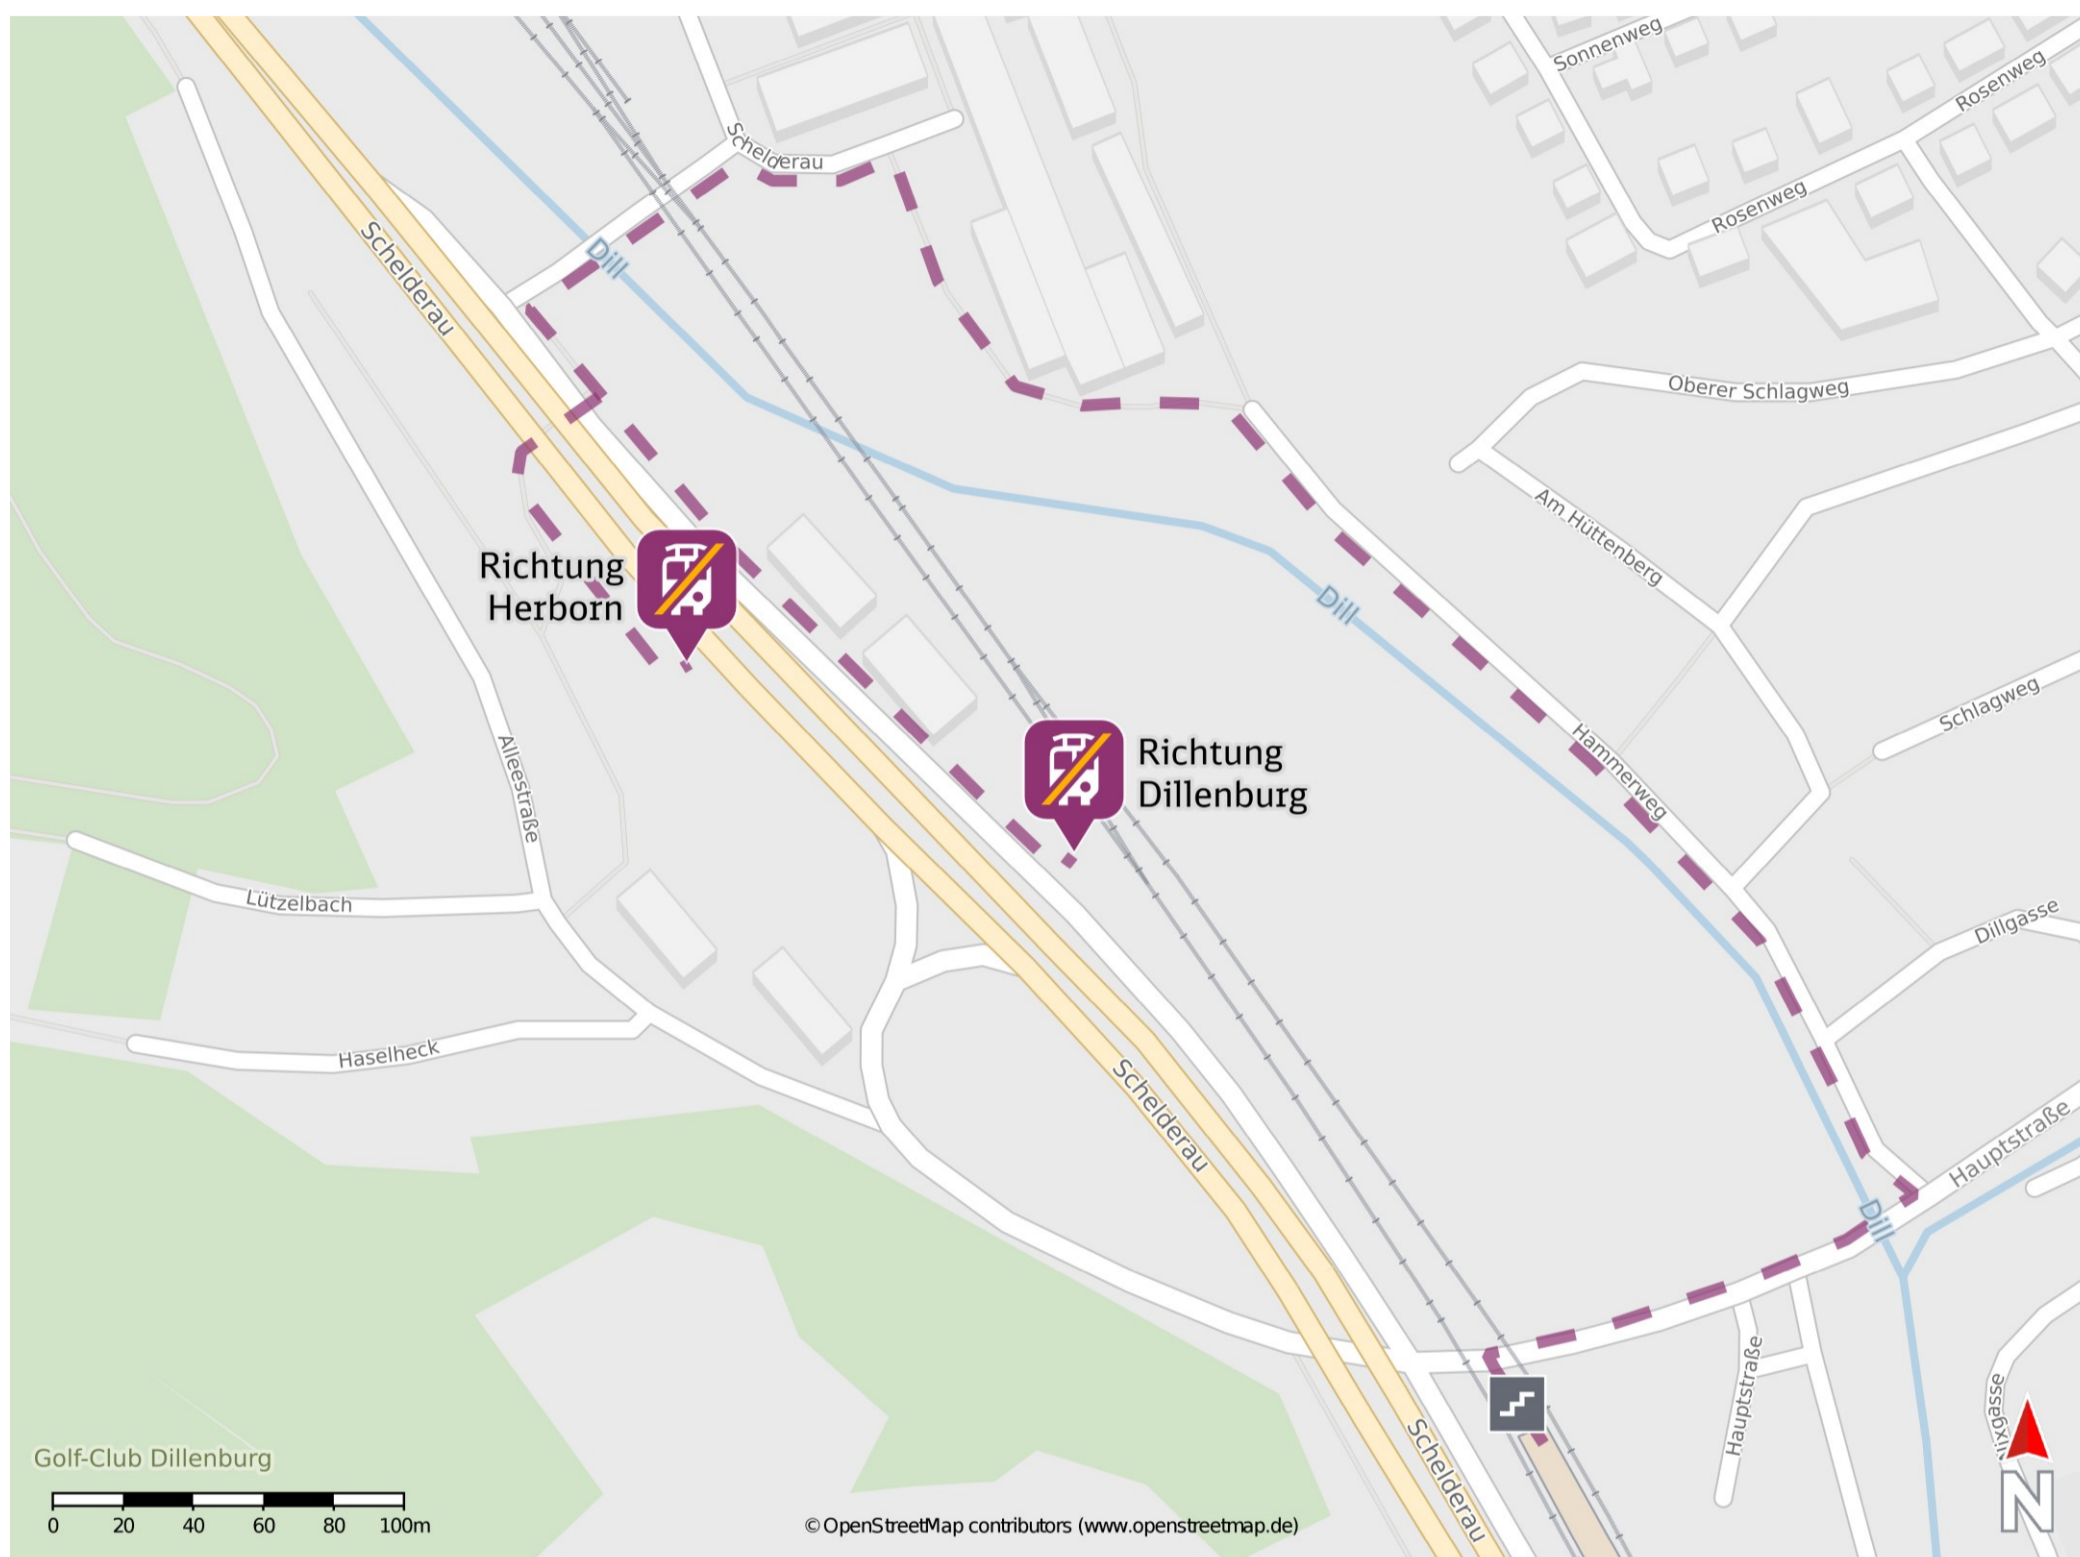 Sonnenweg
Rosenweg
Schelderau
Rosenweg
Dill
Schelderau
Oberer Schlagweg
Am Hüttenberg
Richtung
Herborn
Dill
Schlagweg
Hammerweg
Richtung
Dillenburg
Alleestraße
Lützelbach
Dillgasse
Haselheck
Schelderau
Hauptstraße
Dill
Hauptstraße
Schelderau
Golf-Club Dillenburg
0 20 40 60 80 100m
© OpenStreetMap contributors (www.openstreetmap.de)
N